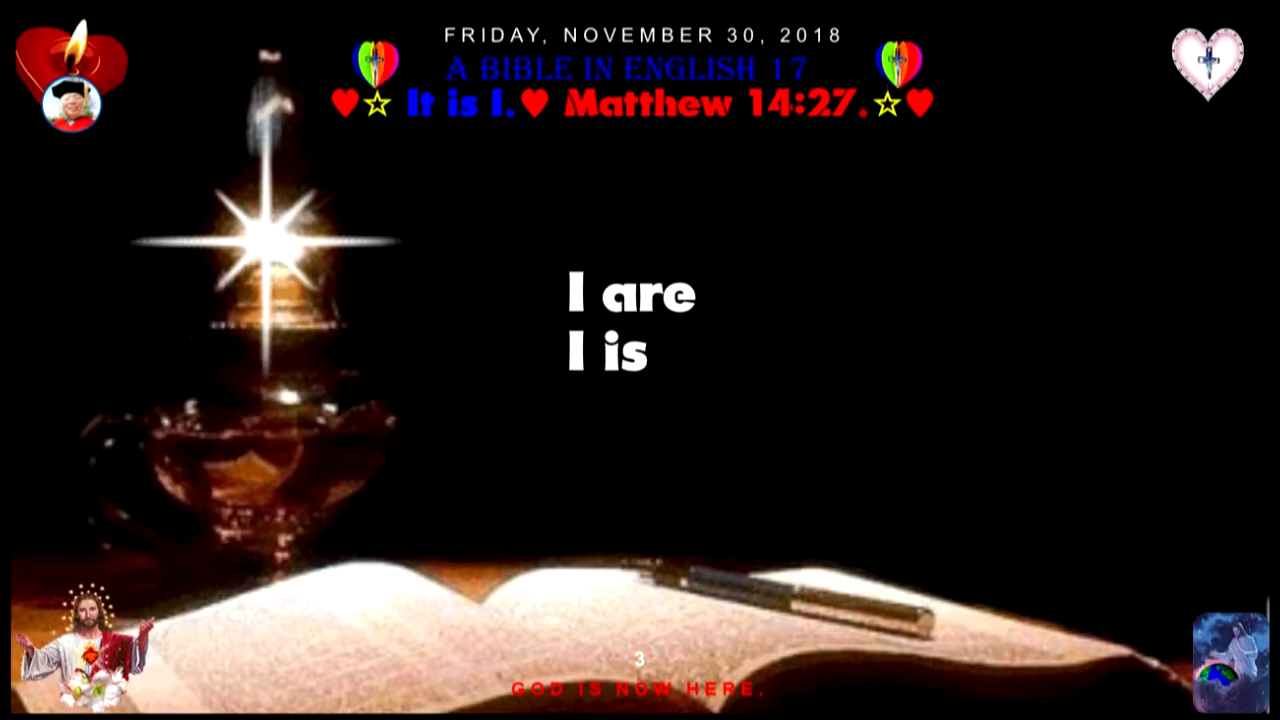 FRIDAY, NOVEMBER 30, 2018
A BIBLE IN ENGLISH 17
♥☆ It is I.♥ Matthew 14:27.☆♥
I are
I is
3
GOD IS NOW HERE.